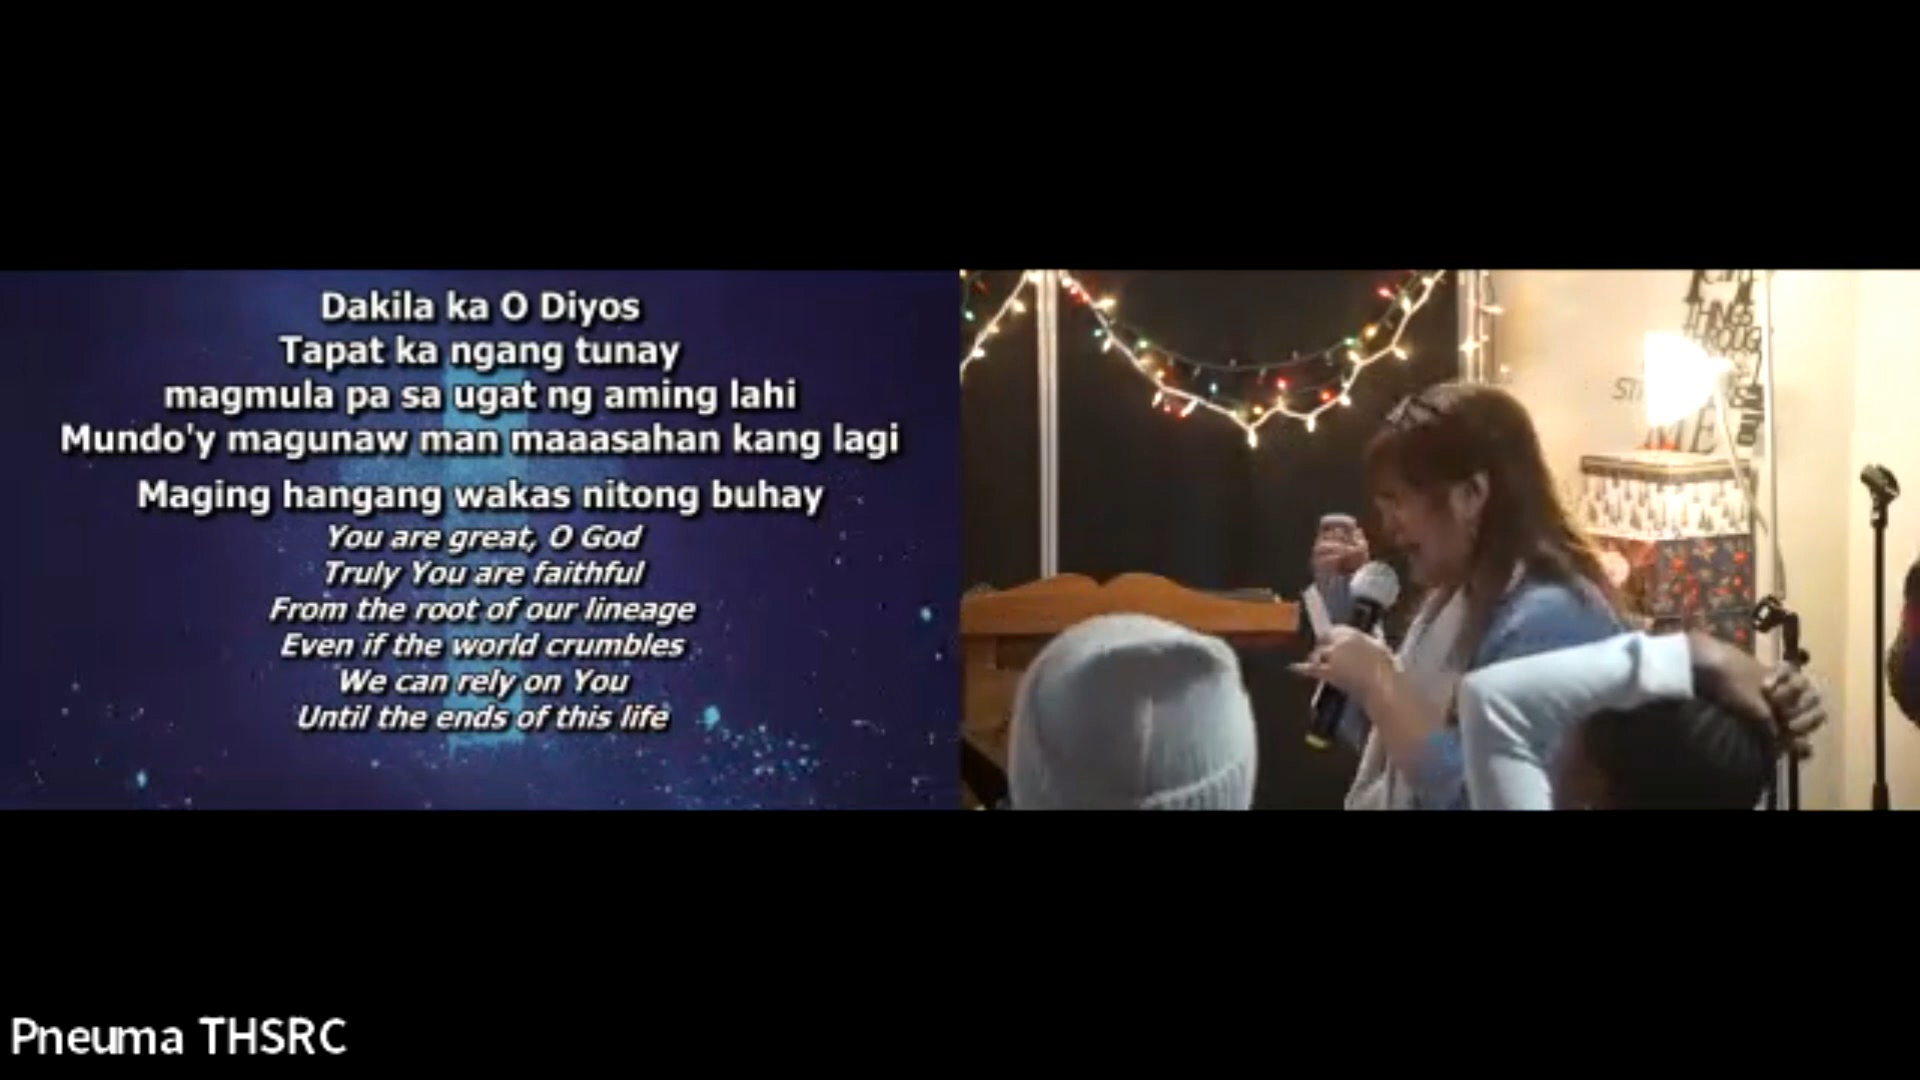 Dakila ka O Diyos
Tapat ka ngang tunay
magmula pa sa ugat ng aming lahi
Mundo'y magunaw man maaasahan kang lagi
Maging hangang wakas nitong buhay
You are great, O God
Truly You are faithful
From the root of our lineage
Even if the world crumbles
We can rely on You
Until the ends of this life
THINGS
ME
Pneuma THSRC